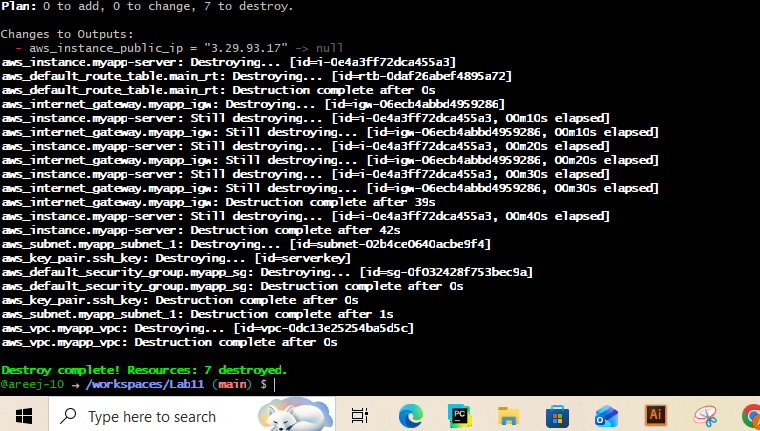 Plan: 0 to add, 0 to change, 7 to destroy.
Changes to Outputs:
- aws_instance_public_ip = "3.29.93.17" -> null
aws_instance.myapp-server: Destroying... [id=i-0e4a3ff72dca455a3]
aws_default_route_table.main_rt: Destroying... [id=rtb-0daf26abef4895a72]
aws_default_route_table.main_rt: Destruction complete after 0s
aws_internet_gateway.myapp_igw: Destroying... [id=igw-06ecb4abbd4959286]
aws_instance.myapp-server: Still destroying... [id=i-0e4a3ff72dca455a3, 00m10s elapsed]
aws_internet_gateway.myapp_igw: Still destroying... [id=igw-06ecb4abbd4959286, 00m10s elapsed]
aws_instance.myapp-server: Still destroying... [id=i-0e4a3ff72dca455a3, 00m20s elapsed]
aws_internet_gateway.myapp_igw: Still destroying... [id=igw-06ecb4abbd4959286, 00m20s elapsed]
aws_instance.myapp-server: Still destroying... [id=i-0e4a3ff72dca455a3, 00m30s elapsed]
aws_internet_gateway.myapp_igw: Still destroying... [id=igw-06ecb4abbd4959286, 00m30s elapsed]
aws_internet_gateway.myapp_igw: Destruction complete after 39s
aws_instance.myapp-server: Still destroying... [id=i-0e4a3ff72dca455a3, 00m40s elapsed]
aws_instance.myapp-server: Destruction complete after 42s
aws_subnet.myapp_subnet_1: Destroying... [id=subnet-02b4ce0640acbe9f4]
aws_key_pair.ssh_key: Destroying... [id=serverkey]
aws_default_security_group.myapp_sg: Destroying... [id=sg-0f032428f753bec9a]
aws_default_security_group.myapp_sg: Destruction complete after 0s
aws_key_pair.ssh_key: Destruction complete after 0s
aws_subnet.myapp_subnet_1: Destruction complete after 1s
aws_vpc.myapp_vpc: Destroying... [id=vpc-0dc13e25254ba5d5c]
aws_vpc.myapp_vpc: Destruction complete after 0s
Destroy complete! Resources: 7 destroyed.
@areej-10 → /workspaces/Lab11 (main) $
Type here to search
PC
Ai